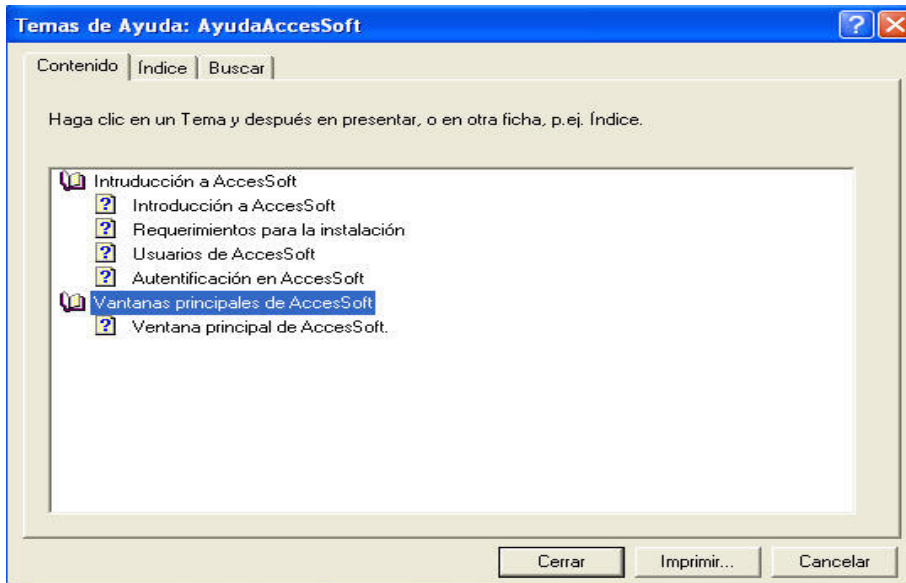 Temas de Ayuda: AyudaAccesSoft
Contenido Índice Buscar
Haga clic en un Tema y después en presentar, o en otra ficha, p.ej. Índice.
Intruducción a AccesSoft
Introducción a AccesSoft
Requerimientos para la instalación
Usuarios de AccesSoft
Autentificación en AccesSoft
Vantanas principales de AccesSoft
Ventana principal de AccesSoft.
Cerrar Imprimir... Cancelar